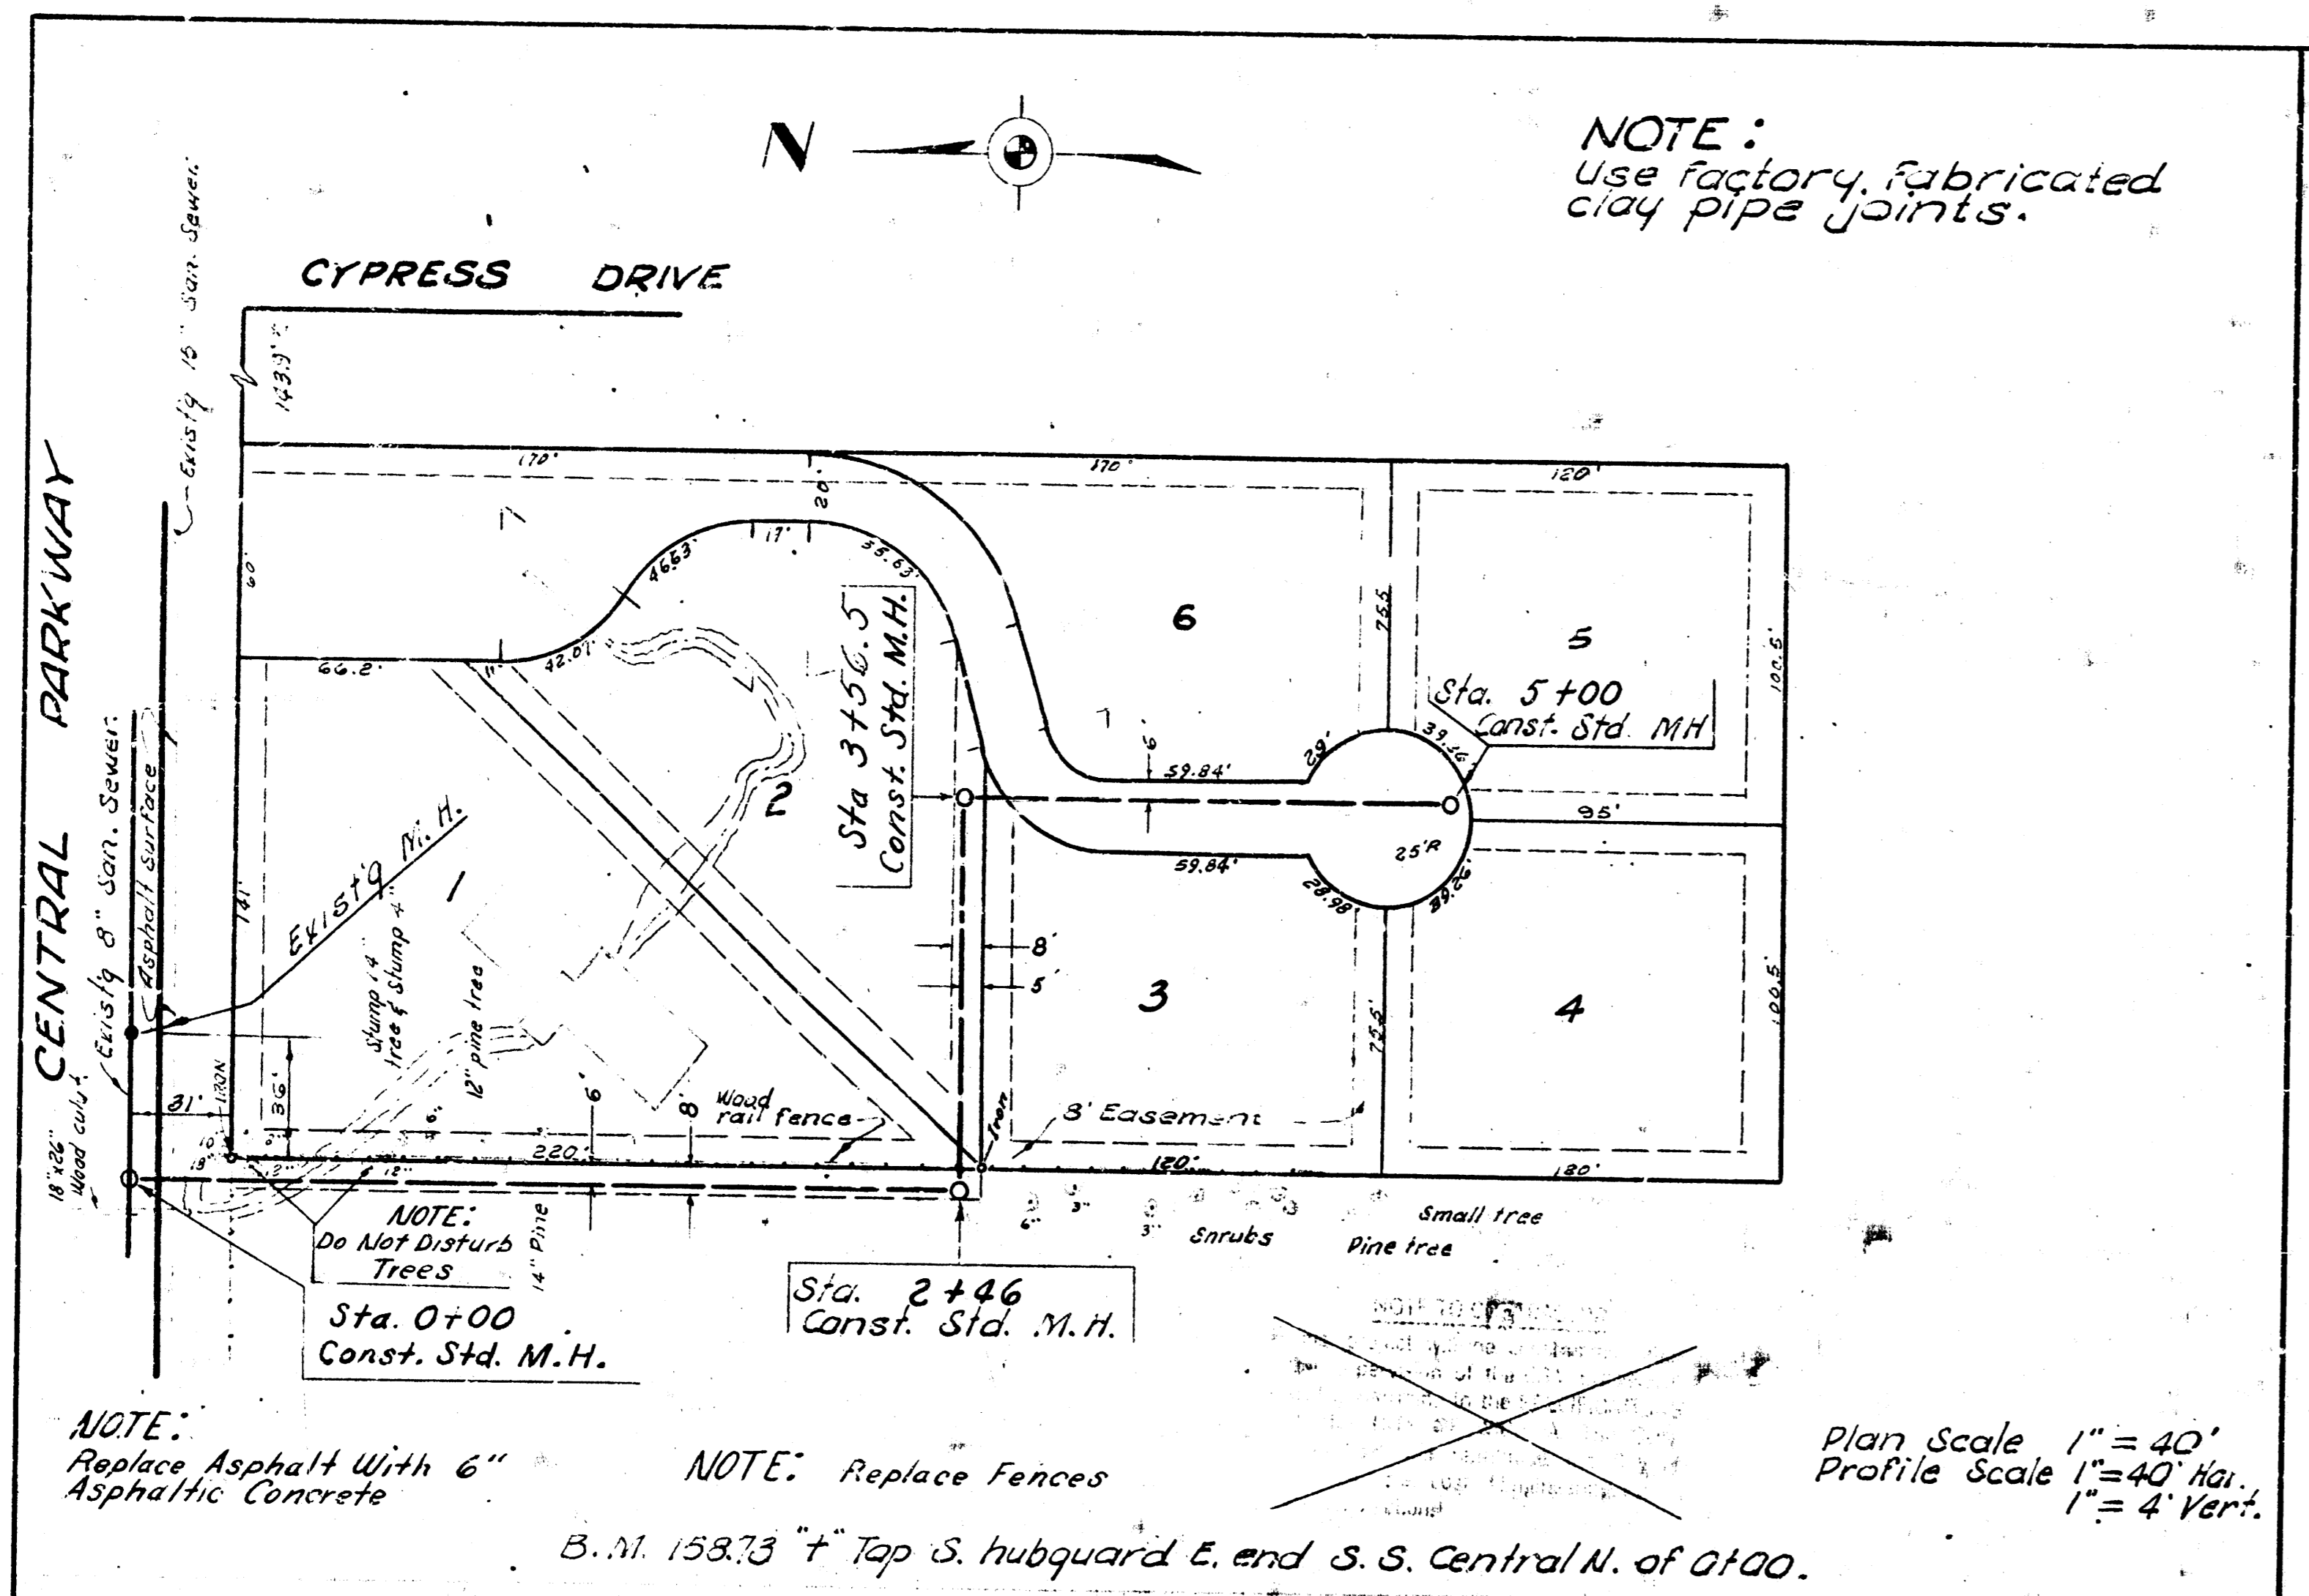 N
NOTE:
Use factory. Fabricated
clay pipe joints.
CYPRESS DRIVE
Exist'g 15" San. Sewer.
143.9'
CENTRAL PARKWAY
170'
170'
120'
20'
17'
46.63'
35.63'
60'
66.2'
11'
42.07'
6
75.5
5
100.5'
Sta. 5+00
Const. Std. MH
39.26'
29'
6'
59.84'
95'
Sta 3+56.5
Const. Std. M.H.
2
25'R
59.84'
28.98'
39.26'
Exist'g 8" San. Sewer.
Asphalt surface
Exist'g M.H.
141'
1
Stump 14"
tree & Stump 4"
12" pine tree
8'
5'
3
75.5'
4
100.5'
31'
IRON
36'
6"
6'
8'
Wood
rail fence
Iron
8' Easement
18"x26"
Wood culv't.
10"
18"
12"
12"
220'
120'
180'
NOTE:
Do Not Disturb
Trees
14" Pine
6"
3"
3"
Shrubs
Small tree
Pine tree
Sta. 0+00
Const. Std. M.H.
Sta. 2+46
Const. Std. M.H.
NOTE:
Replace Asphalt With 6"
Asphaltic Concrete
NOTE: Replace Fences
Plan Scale 1" = 40'
Profile Scale 1"=40' Hor.,
1"= 4' Vert.
B.M. 158.73 "+" Top S. hubguard E. end S.S. Central N. of 0+00.